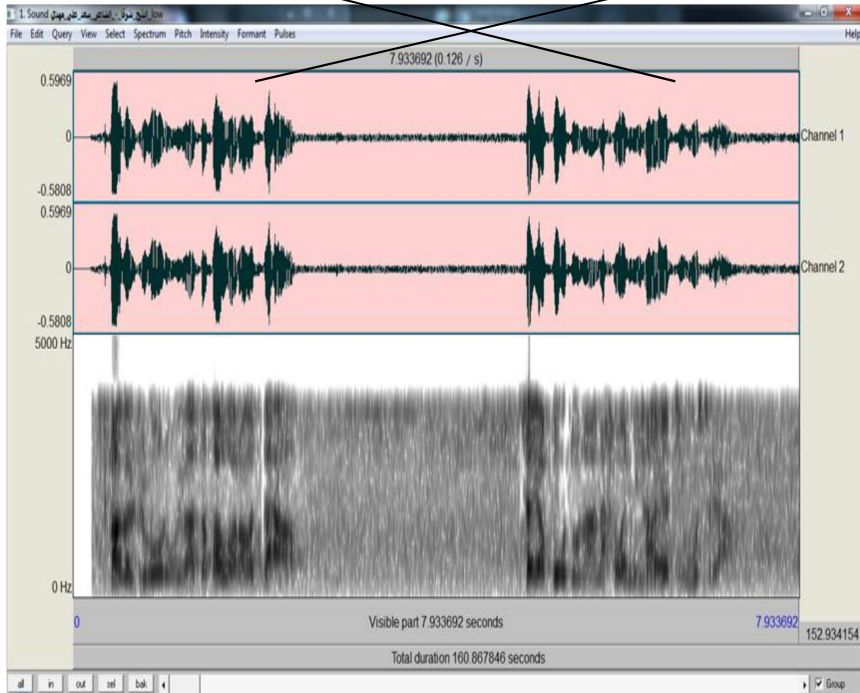 1. Sound الشيخ_شوقة_-_الشاعر_سالم_علي_مهدي_low
File Edit Query View Select Spectrum Pitch Intensity Formant Pulses Help
7.933692 (0.126 / s)
0.5969
0
-0.5808
Channel 1
0.5969
0
-0.5808
Channel 2
5000 Hz
0 Hz
0 Visible part 7.933692 seconds 7.933692
152.934154
Total duration 160.867846 seconds
all in out sel bak Group